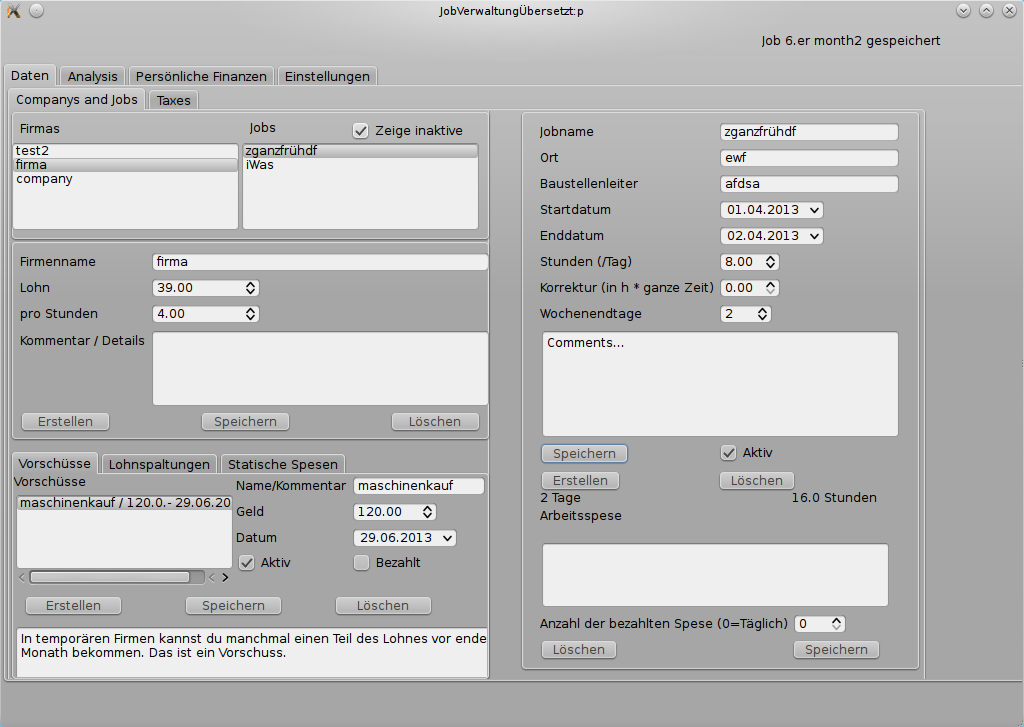 JobVerwaltungÜbersetzt:p
Job 6.er month2 gespeichert
Daten Analysis Persönliche Finanzen Einstellungen
Companys and Jobs Taxes
Firmas Jobs Zeige inaktive
test2
firma
company
zganzfrühdf
iWas
Firmenname firma
Lohn 39.00
pro Stunden 4.00
Kommentar / Details
Erstellen Speichern Löschen
Vorschüsse Lohnspaltungen Statische Spesen
Vorschüsse
maschinenkauf / 120.0.- 29.06.20
Name/Kommentar maschinenkauf
Geld 120.00
Datum 29.06.2013
Aktiv Bezahlt
Erstellen Speichern Löschen
In temporären Firmen kannst du manchmal einen Teil des Lohnes vor ende
Monath bekommen. Das ist ein Vorschuss.
Jobname zganzfrühdf
Ort ewf
Baustellenleiter afdsa
Startdatum 01.04.2013
Enddatum 02.04.2013
Stunden (/Tag) 8.00
Korrektur (in h * ganze Zeit) 0.00
Wochenendtage 2
Comments...
Speichern Aktiv
Erstellen Löschen
2 Tage 16.0 Stunden
Arbeitsspese
Anzahl der bezahlten Spese (0=Täglich) 0
Löschen Speichern